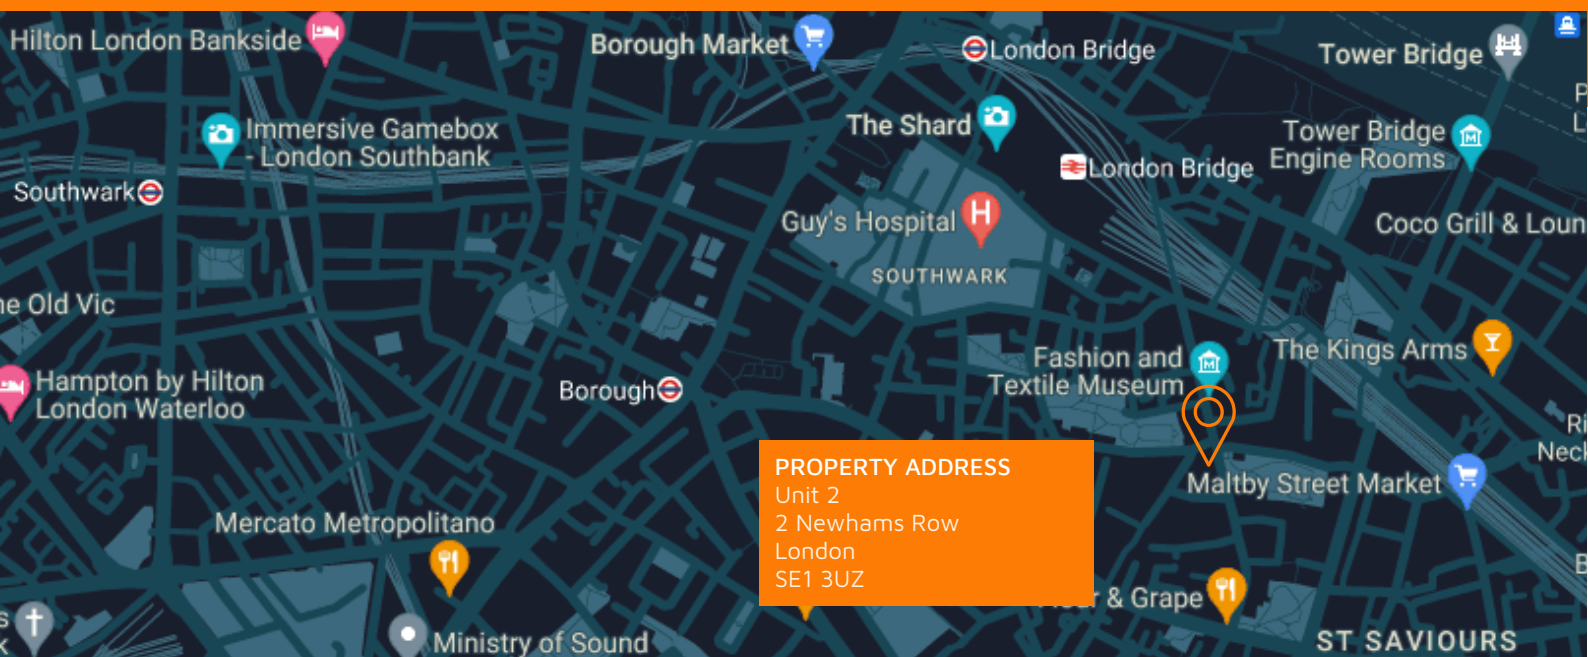 Hilton London Bankside
Borough Market
London Bridge
Tower Bridge
The Shard
Immersive Gamebox
- London Southbank
Tower Bridge
Engine Rooms
London Bridge
Southwark
Guy's Hospital
H
Coco Grill & Loun
SOUTHWARK
ne Old Vic
The Kings Arms
Fashion and
Textile Museum
Hampton by Hilton
London Waterloo
Borough
PROPERTY ADDRESS
Unit 2
2 Newhams Row
London
SE1 3UZ
Maltby Street Market
Mercato Metropolitano
& Grape
Ministry of Sound
ST SAVIOURS